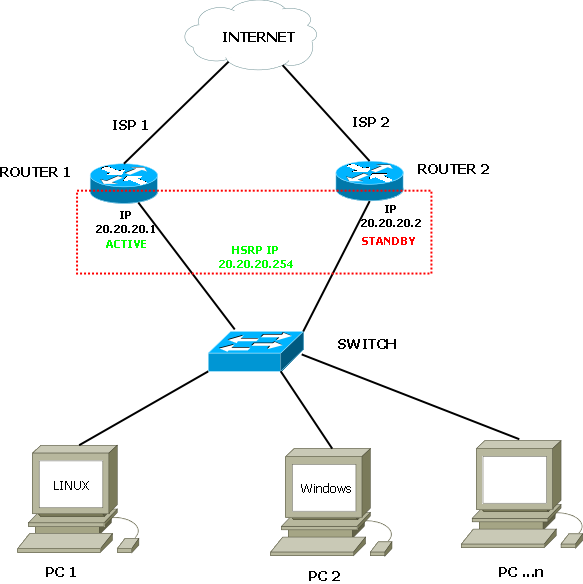 INTERNET
ISP 1
ISP 2
ROUTER 1
ROUTER 2
IP
20.20.20.1
ACTIVE
IP
20.20.20.2
STANDBY
HSRP IP
20.20.20.254
SWITCH
LINUX
Windows
PC 1
PC 2
PC ...n